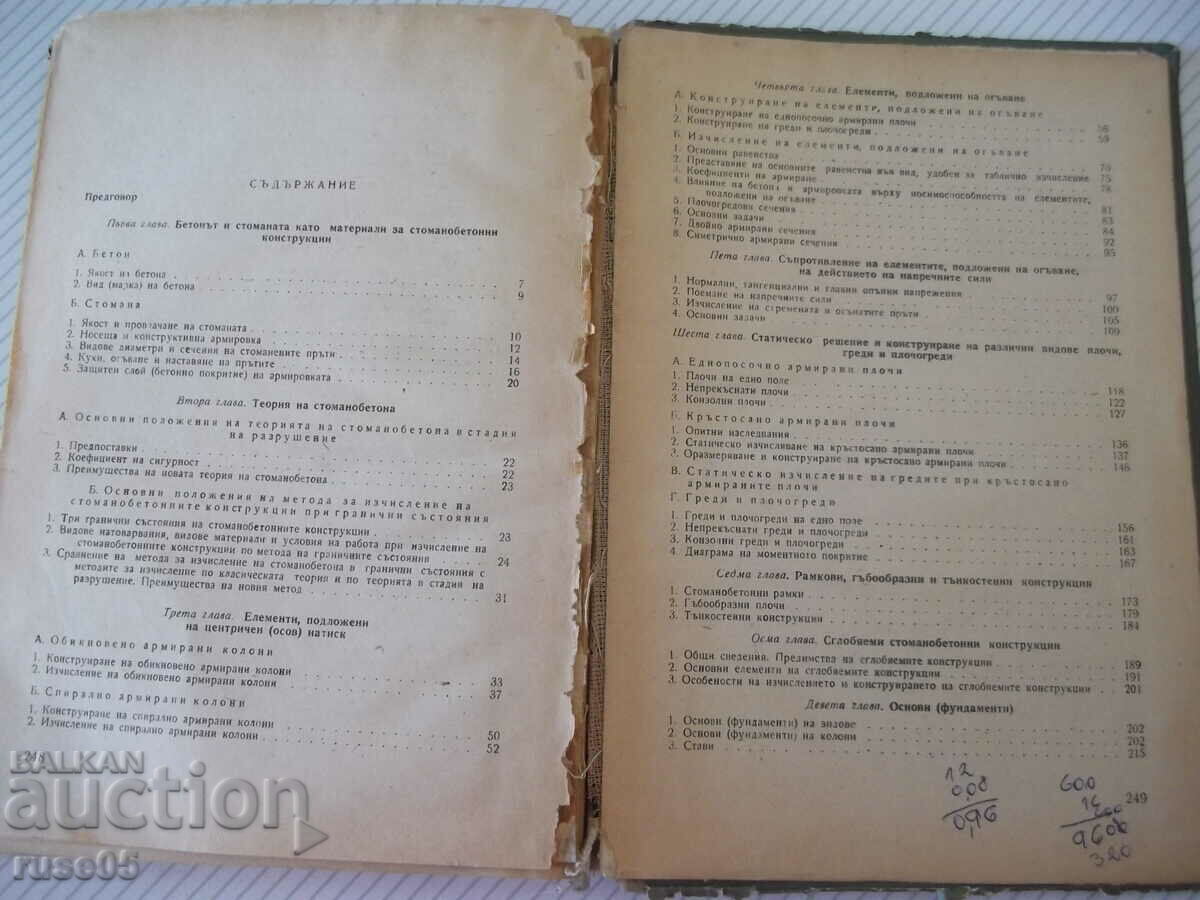 СЪДЪРЖАНИЕ
Предговор
Първа глава. Бетонът и стоманата като материали за стоманобетонни
конструкции
А. Бетон
1. Якост на бетона 7
2. Вид (марка) на бетона 9
Б. Стомана
1. Якост и провлачане на стоманата 10
2. Носеща и конструктивна армировка 12
3. Видове диаметри и сечения на стоманените пръти 14
4. Куки, огъване и наставяне на прътите 16
5. Защитен слой (бетонно покритие) на армировката 20
Втора глава. Теория на стоманобетона
А. Основни положения на теорията на стоманобетона в стадия
на разрушение
1. Предпоставки 22
2. Коефициент на сигурност 22
3. Преимущества на новата теория на стоманобетона 23
Б. Основни положения на метода за изчисление на
стоманобетонните конструкции при гранични състояния
1. Три гранични състояния на стоманобетонните конструкции 23
2. Видове натоварвания, видове материали и условия на работа при изчисление на
стоманобетонните конструкции по метода на граничните състояния 24
3. Сравнение на метода за изчисление на стоманобетона в гранични състояния с
методите за изчисление по класическата теория и по теорията в стадия на
разрушение. Преимущества на новия метод 31
Трета глава. Елементи, подложени
на центричен (осов) натиск
А. Обикновено армирани колони
1. Конструиране на обикновено армирани колони 33
2. Изчисление на обикновено армирани колони 37
Б. Спирално армирани колони
1. Конструиране на спирално армирани колони 50
2. Изчисление на спирално армирани колони 52
248
Четвърта глава. Елементи, подложени на огъване
А. Конструиране на елементи, подложени на огъване
1. Конструиране на еднопосочно армирани плочи 56
2. Конструиране на греди и плочогреди 59
Б. Изчисление на елементи, подложени на огъване
1. Основни равенства 70
2. Представяне на основните равенства във вид, удобен за таблично изчисление 75
3. Коефициенти на армиране 78
4. Влияние на бетона и армировката върху носимоспособността на елементите,
подложени на огъване 81
5. Плочогредови сечения 83
6. Основни задачи 84
7. Двойно армирани сечения 92
8. Симетрично армирани сечения 95
Пета глава. Съпротивление на елементите, подложени на огъване,
на действието на напречните сили
1. Нормални, тангенциални и главни опънни напрежения 97
2. Поемане на напречните сили 100
3. Изчисление на стремената и огънатите пръти 105
4. Основни задачи 109
Шеста глава. Статическо решение и конструиране на различни видове плочи,
греди и плочогреди
А. Еднопосочно армирани плочи
1. Плочи на едно поле 118
2. Непрекъснати плочи 122
3. Конзолни плочи 127
Б. Кръстосано армирани плочи
1. Опитни наследвания 136
2. Статическо изчисляване на кръстосано армирани плочи 137
3. Оразмеряване и конструиране на кръстосано армирани плочи 148
В. Статическо изчисление на гредите при кръстосано
армираните плочи
Г. Греди и плочогреди
1. Греди и плочогреди на едно поле 156
2. Непрекъснати греди и плочогреди 161
3. Конзолни греди и плочогреди 163
4. Диаграма на моментното покритие 167
Седма глава. Рамкови, гъбообразни и тънкостенни конструкции
1. Стоманобетонни рамки 173
2. Гъбообразни плочи 179
3. Тънкостенни конструкции 184
Осма глава. Сглобяеми стоманобетонни конструкции
1. Общи сведения. Предимства на сглобяемите конструкции 189
2. Основни елементи на сглобяемите конструкции 191
3. Особености на изчислението и конструирането на сглобяемите конструкции 201
Девета глава. Основи (фундаменти)
1. Основи (фундаменти) на зидове 202
2. Основи (фундаменти) на колони 202
3. Стави 215
249
12
0,08
0,96
600
16
9600
320
BALKAN
auction
ruse05